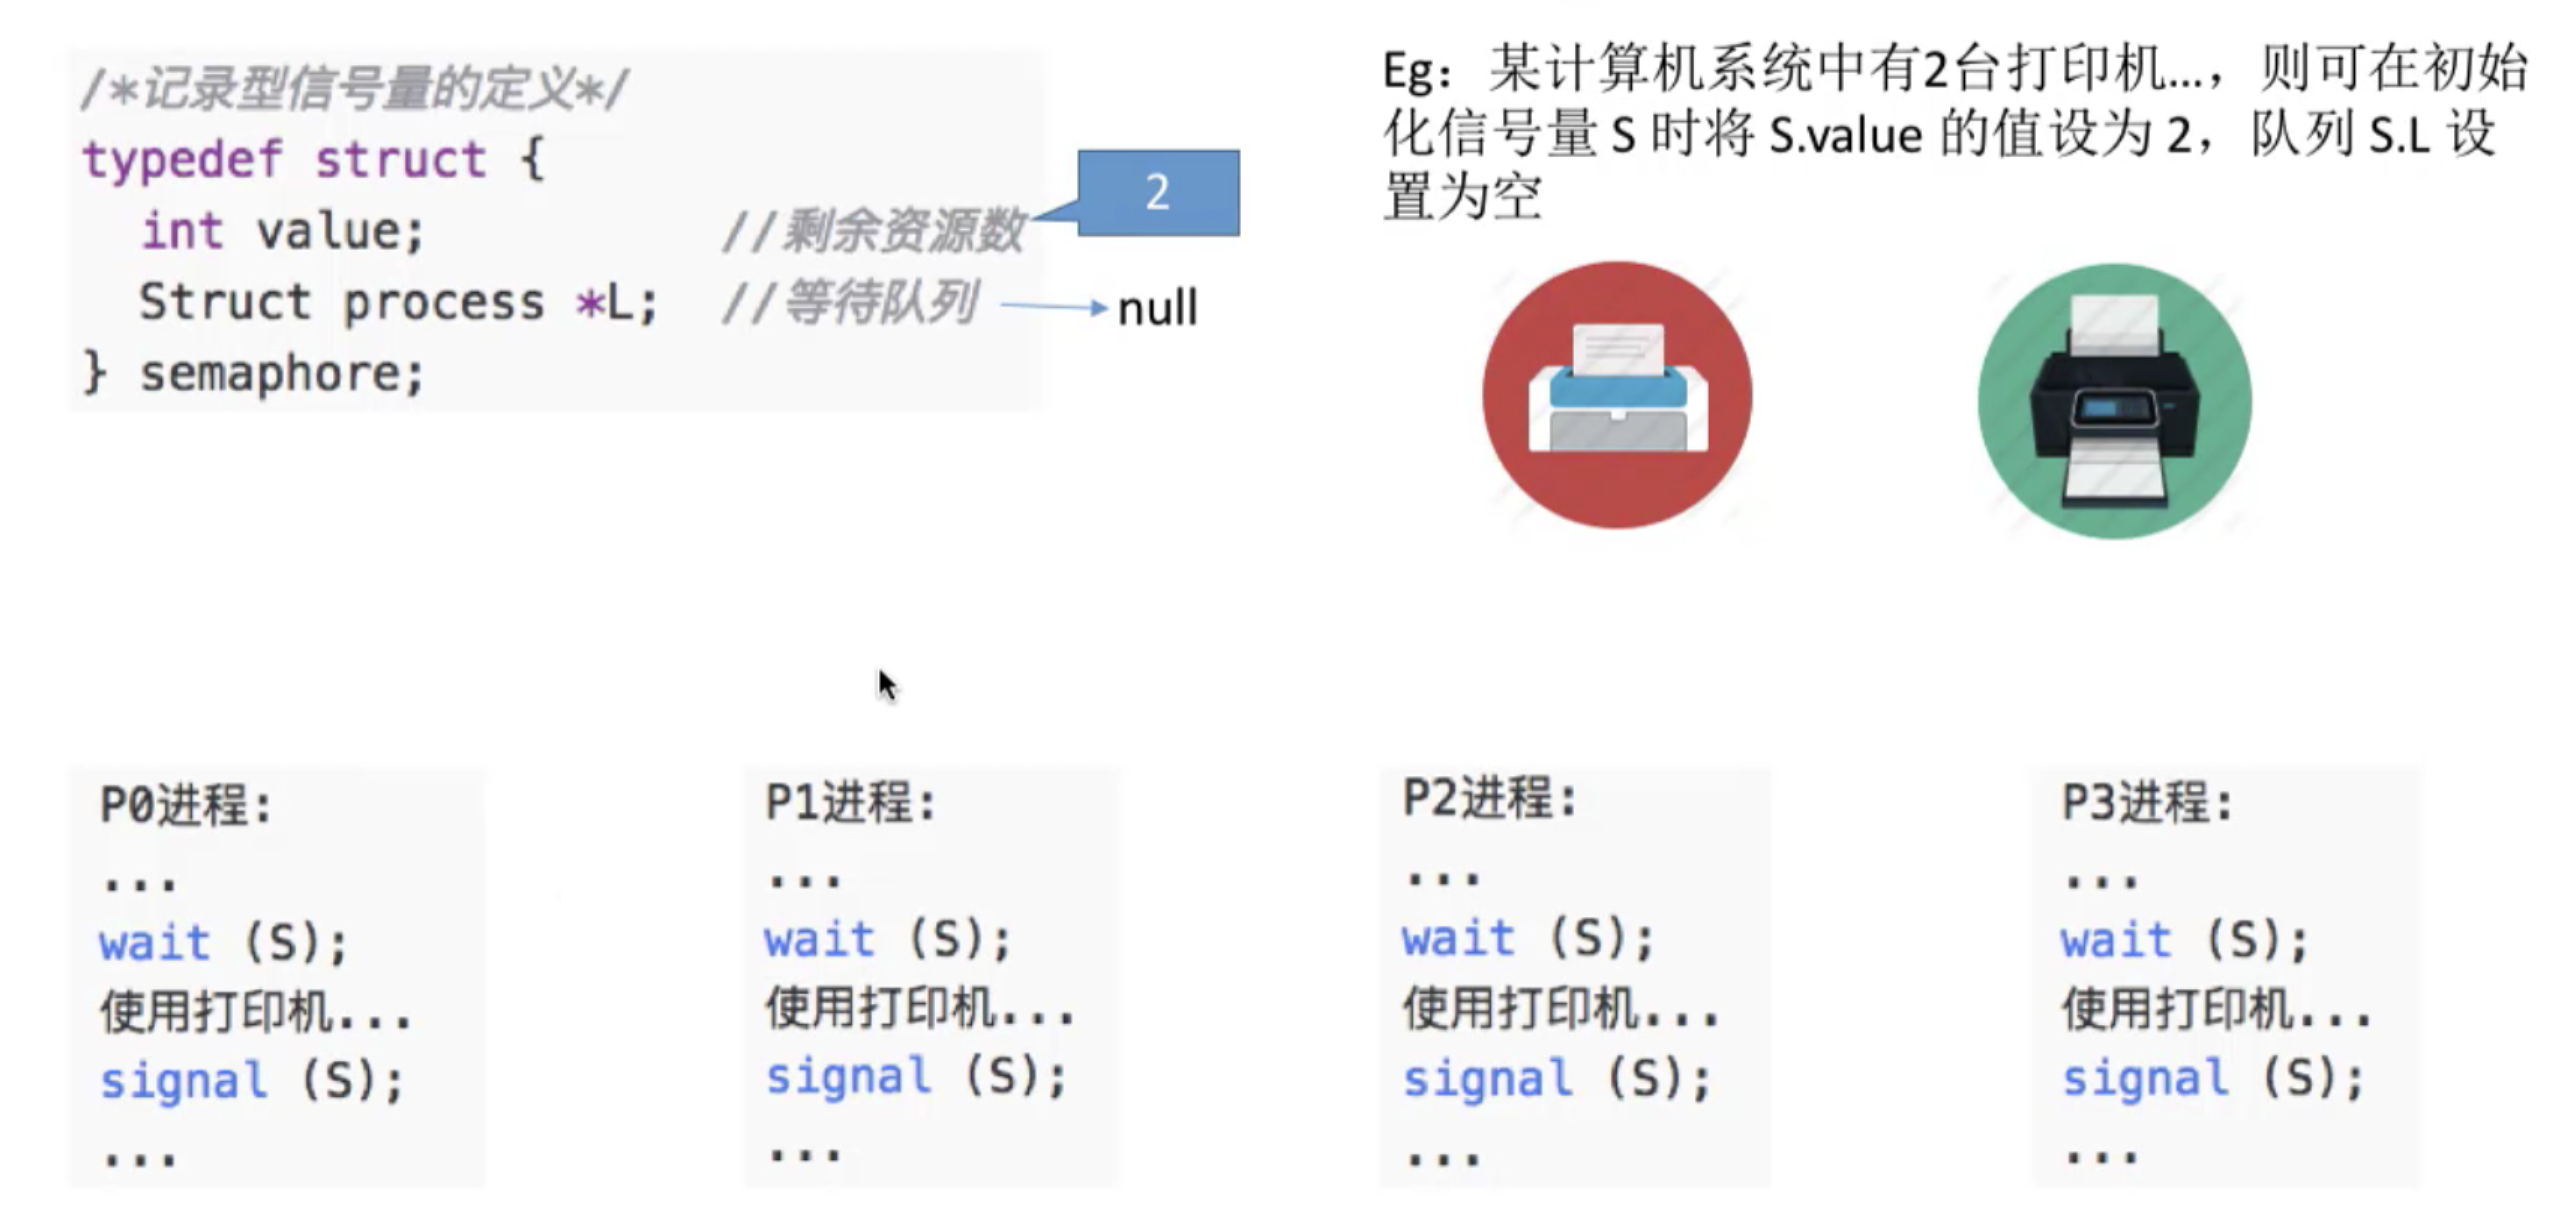 /*记录型信号量的定义*/
typedef struct {
int value; //剩余资源数
Struct process *L; //等待队列
} semaphore;
2
null
Eg：某计算机系统中有2台打印机...，则可在初始
化信号量 S 时将 S.value 的值设为 2，队列 S.L 设
置为空
P0进程:
...
wait (S);
使用打印机...
signal (S);
...
P1进程:
...
wait (S);
使用打印机...
signal (S);
...
P2进程:
...
wait (S);
使用打印机...
signal (S);
...
P3进程:
...
wait (S);
使用打印机...
signal (S);
...